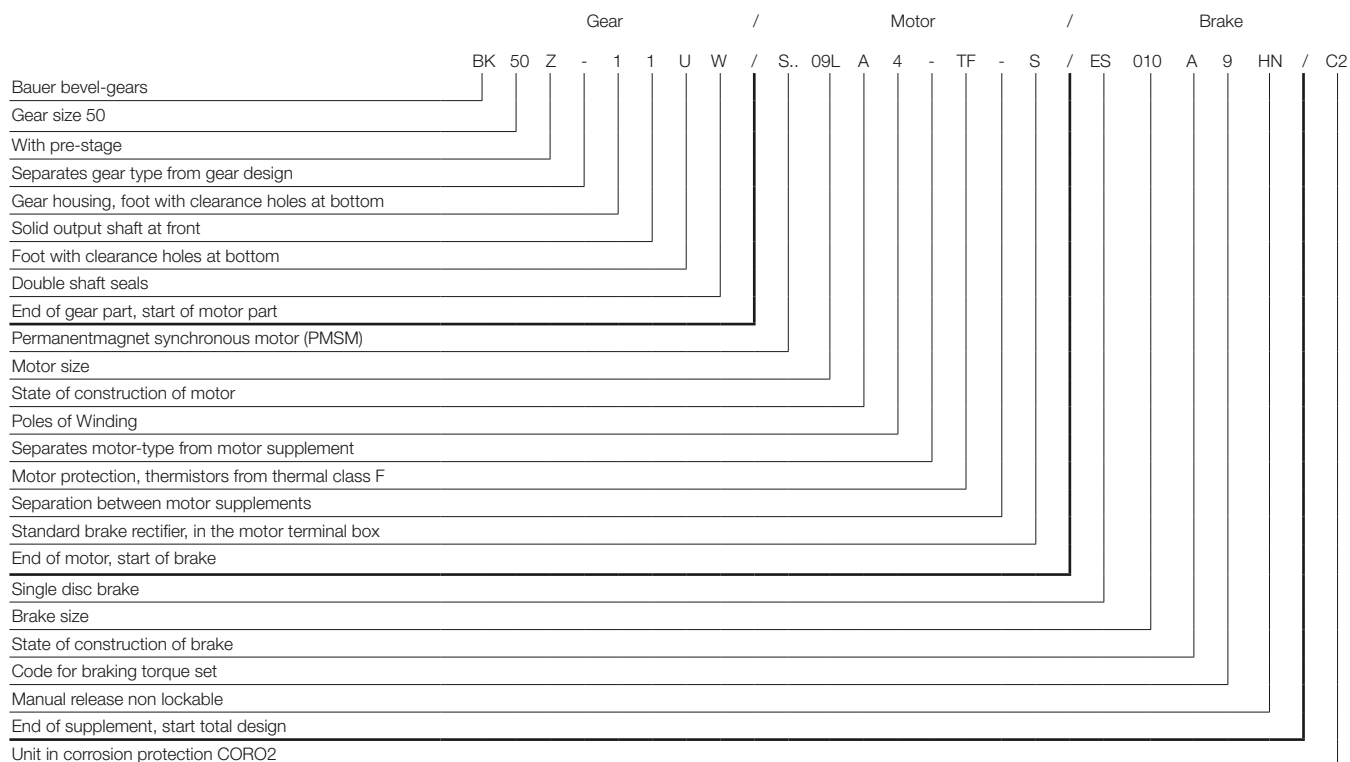 Gear / Motor / Brake
BK 50 Z - 1 1 U W / S.. 09L A 4 - TF - S / ES 010 A 9 HN / C2
Bauer bevel-gears
Gear size 50
With pre-stage
Separates gear type from gear design
Gear housing, foot with clearance holes at bottom
Solid output shaft at front
Foot with clearance holes at bottom
Double shaft seals
End of gear part, start of motor part
Permanentmagnet synchronous motor (PMSM)
Motor size
State of construction of motor
Poles of Winding
Separates motor-type from motor supplement
Motor protection, thermistors from thermal class F
Separation between motor supplements
Standard brake rectifier, in the motor terminal box
End of motor, start of brake
Single disc brake
Brake size
State of construction of brake
Code for braking torque set
Manual release non lockable
End of supplement, start total design
Unit in corrosion protection CORO2